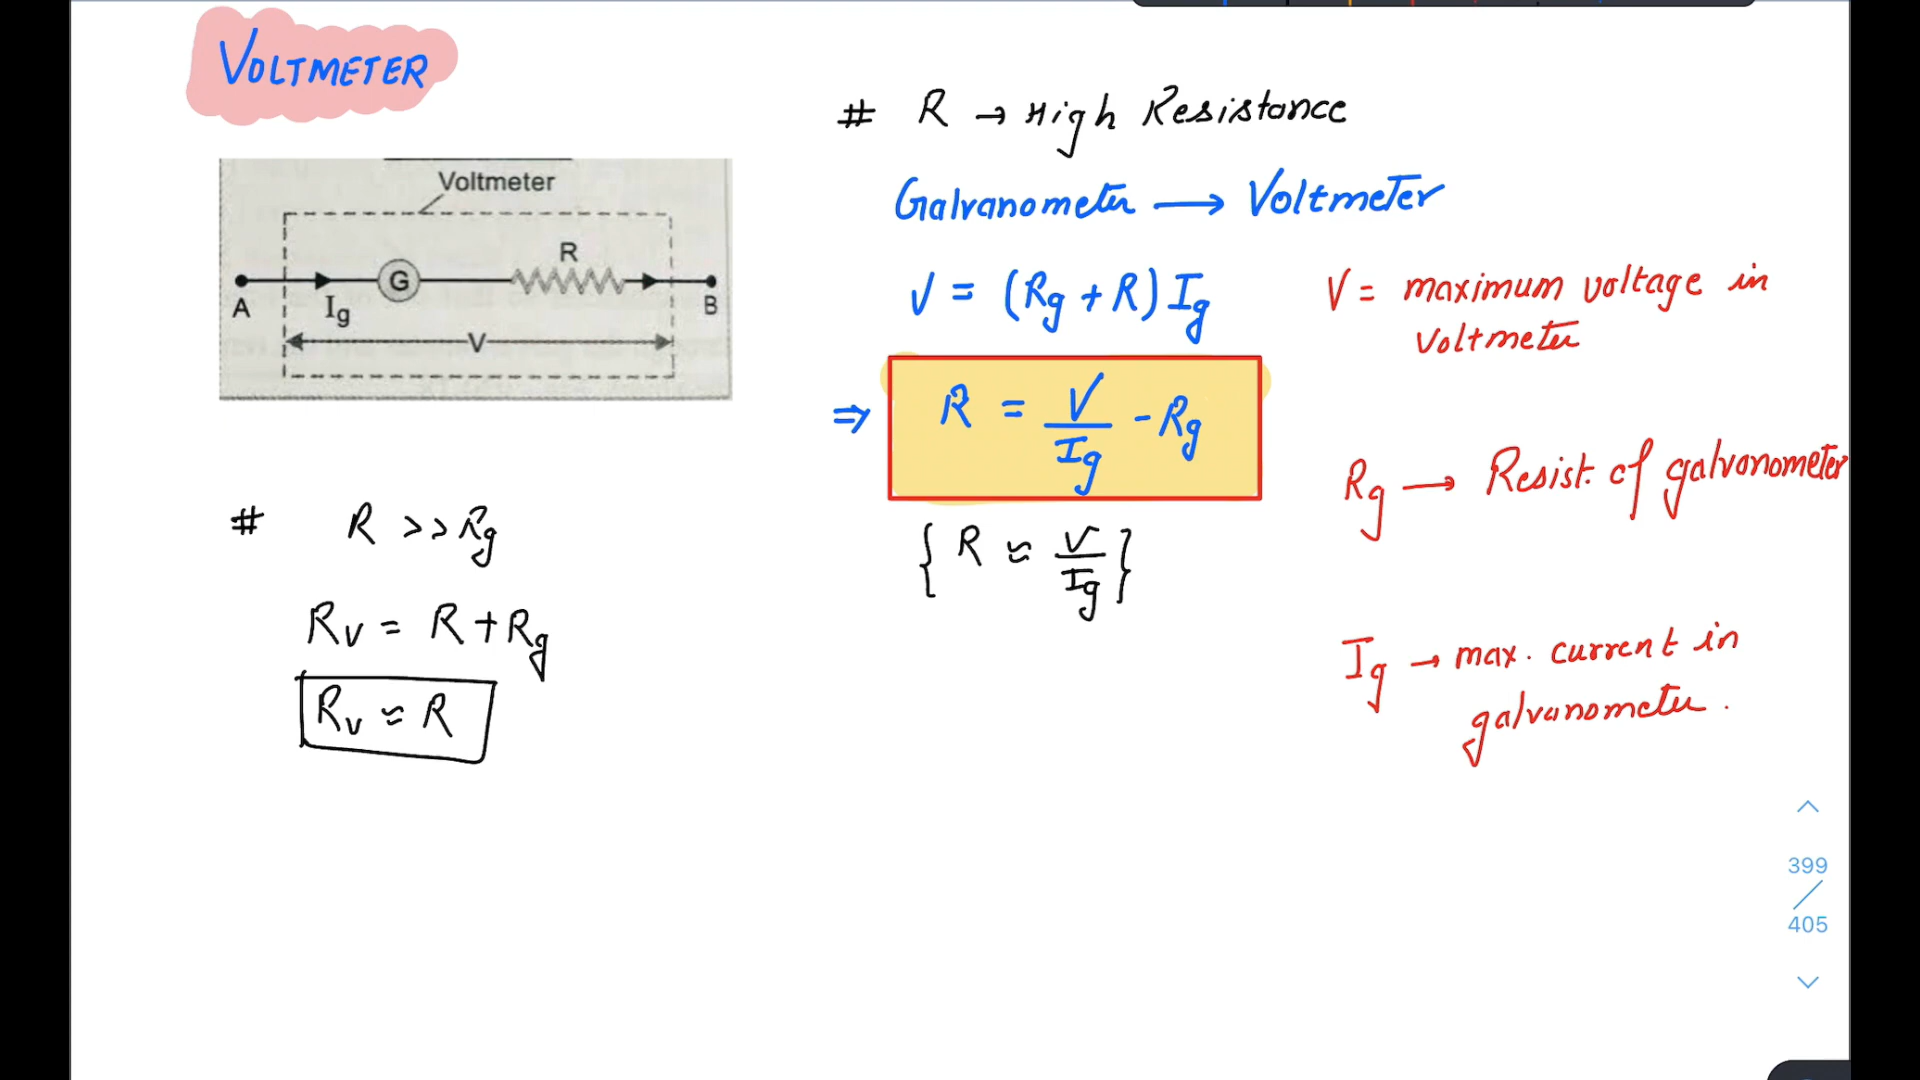 VOLTMETER
Voltmeter
R
G
A
Ig
B
V
# R >> Rg
Rv = R + Rg
Rv ≈ R
# R → High Resistance
Galvanometer → Voltmeter
V = (Rg + R) Ig
⇒ R = V/Ig - Rg
{ R ≈ V/Ig }
V = maximum voltage in
voltmeter
Rg → Resist. of galvanometer
Ig → max. current in
galvanometer.
399
405